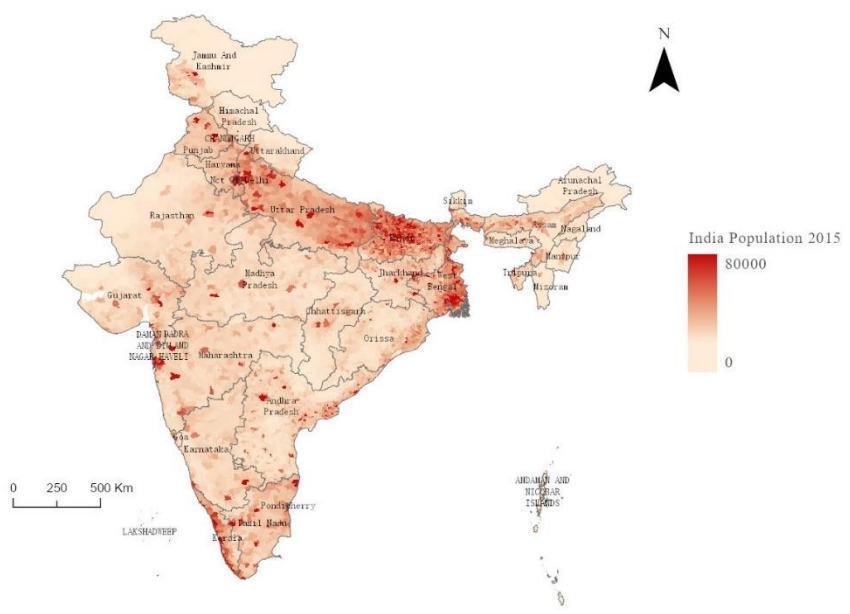 N
Jammu And
Kashmir
Himachal
Pradesh
CHANDIGARH
Punjab
Uttarakhand
Haryana
Nct Of Delhi
Arunachal
Pradesh
Sikkim
Assam
Nagaland
Rajasthan
Uttar Pradesh
Bihar
Meghalaya
Manipur
India Population 2015
80000
0
Gujarat
Madhya
Pradesh
Jharkhand
West
Bengal
Tripura
Mizoram
Chhattisgarh
DAMAN DADRA
AND DIU AND
NAGAR HAVELI
Maharashtra
Orissa
Andhra
Pradesh
Goa
Karnataka
0 250 500 Km
ANDAMAN AND
NICOBAR
ISLANDS
LAKSHADWEEP
Pondicherry
Tamil Nadu
Kerala